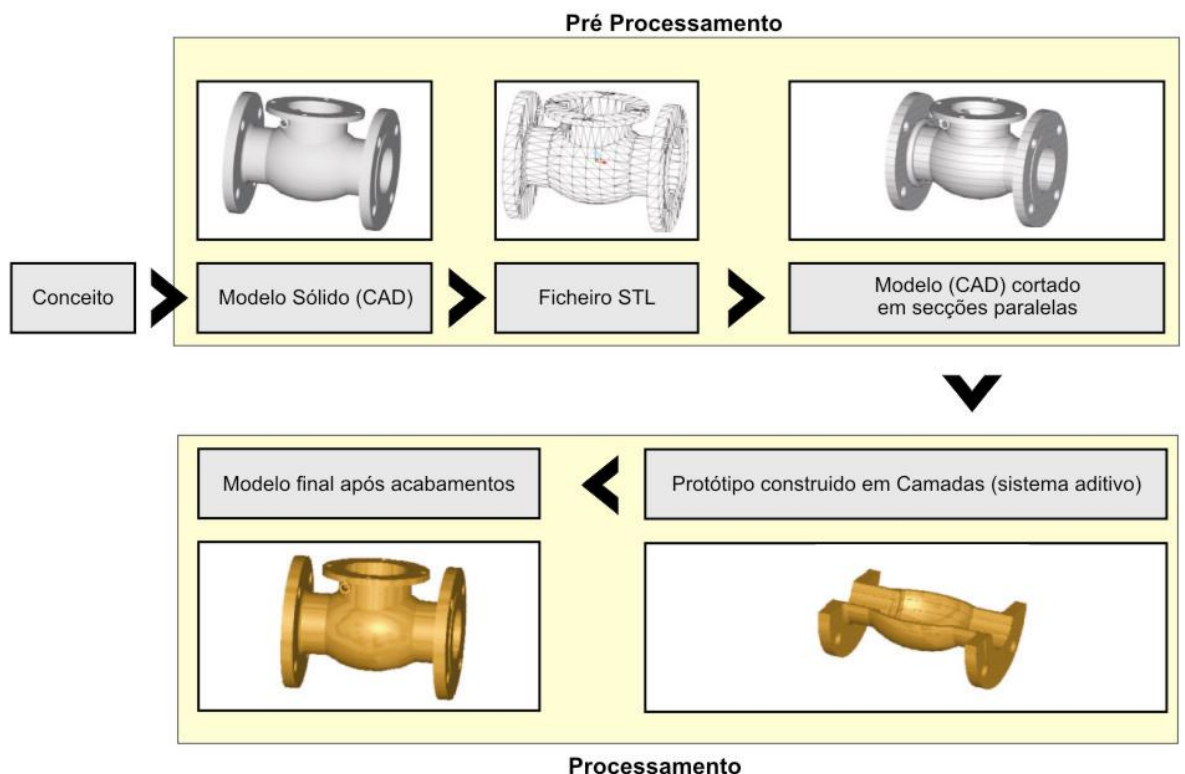 Pré Processamento
Conceito
Modelo Sólido (CAD)
Ficheiro STL
Modelo (CAD) cortado
em secções paralelas
Protótipo construido em Camadas (sistema aditivo)
Modelo final após acabamentos
Processamento